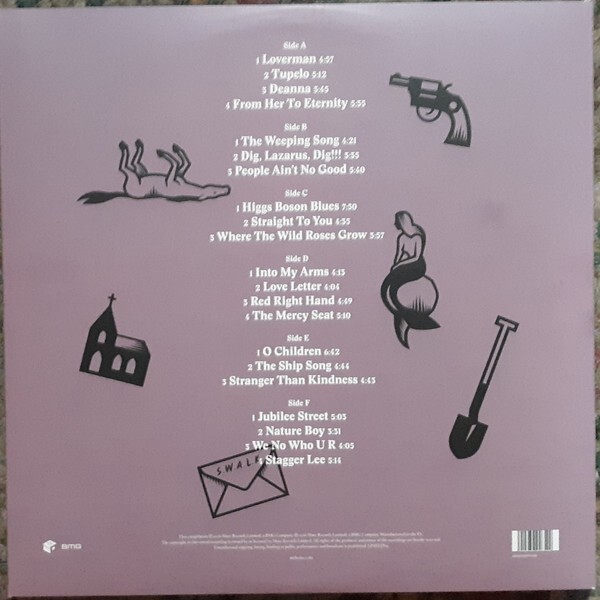 Side A
1 Loverman 4:37
2 Tupelo 5:12
3 Deanna 3:45
4 From Her To Eternity 5:35
Side B
1 The Weeping Song 4:21
2 Dig, Lazarus, Dig!!! 3:35
3 People Ain't No Good 5:40
Side C
1 Higgs Boson Blues 7:50
2 Straight To You 4:35
3 Where The Wild Roses Grow 3:57
Side D
1 Into My Arms 4:13
2 Love Letter 4:04
3 Red Right Hand 4:49
4 The Mercy Seat 5:10
Side E
1 O Children 6:42
2 The Ship Song 4:44
3 Stranger Than Kindness 4:43
Side F
1 Jubilee Street 5:03
2 Nature Boy 3:51
3 We No Who U R 4:05
4 Stagger Lee 5:14
SWALK
BMG